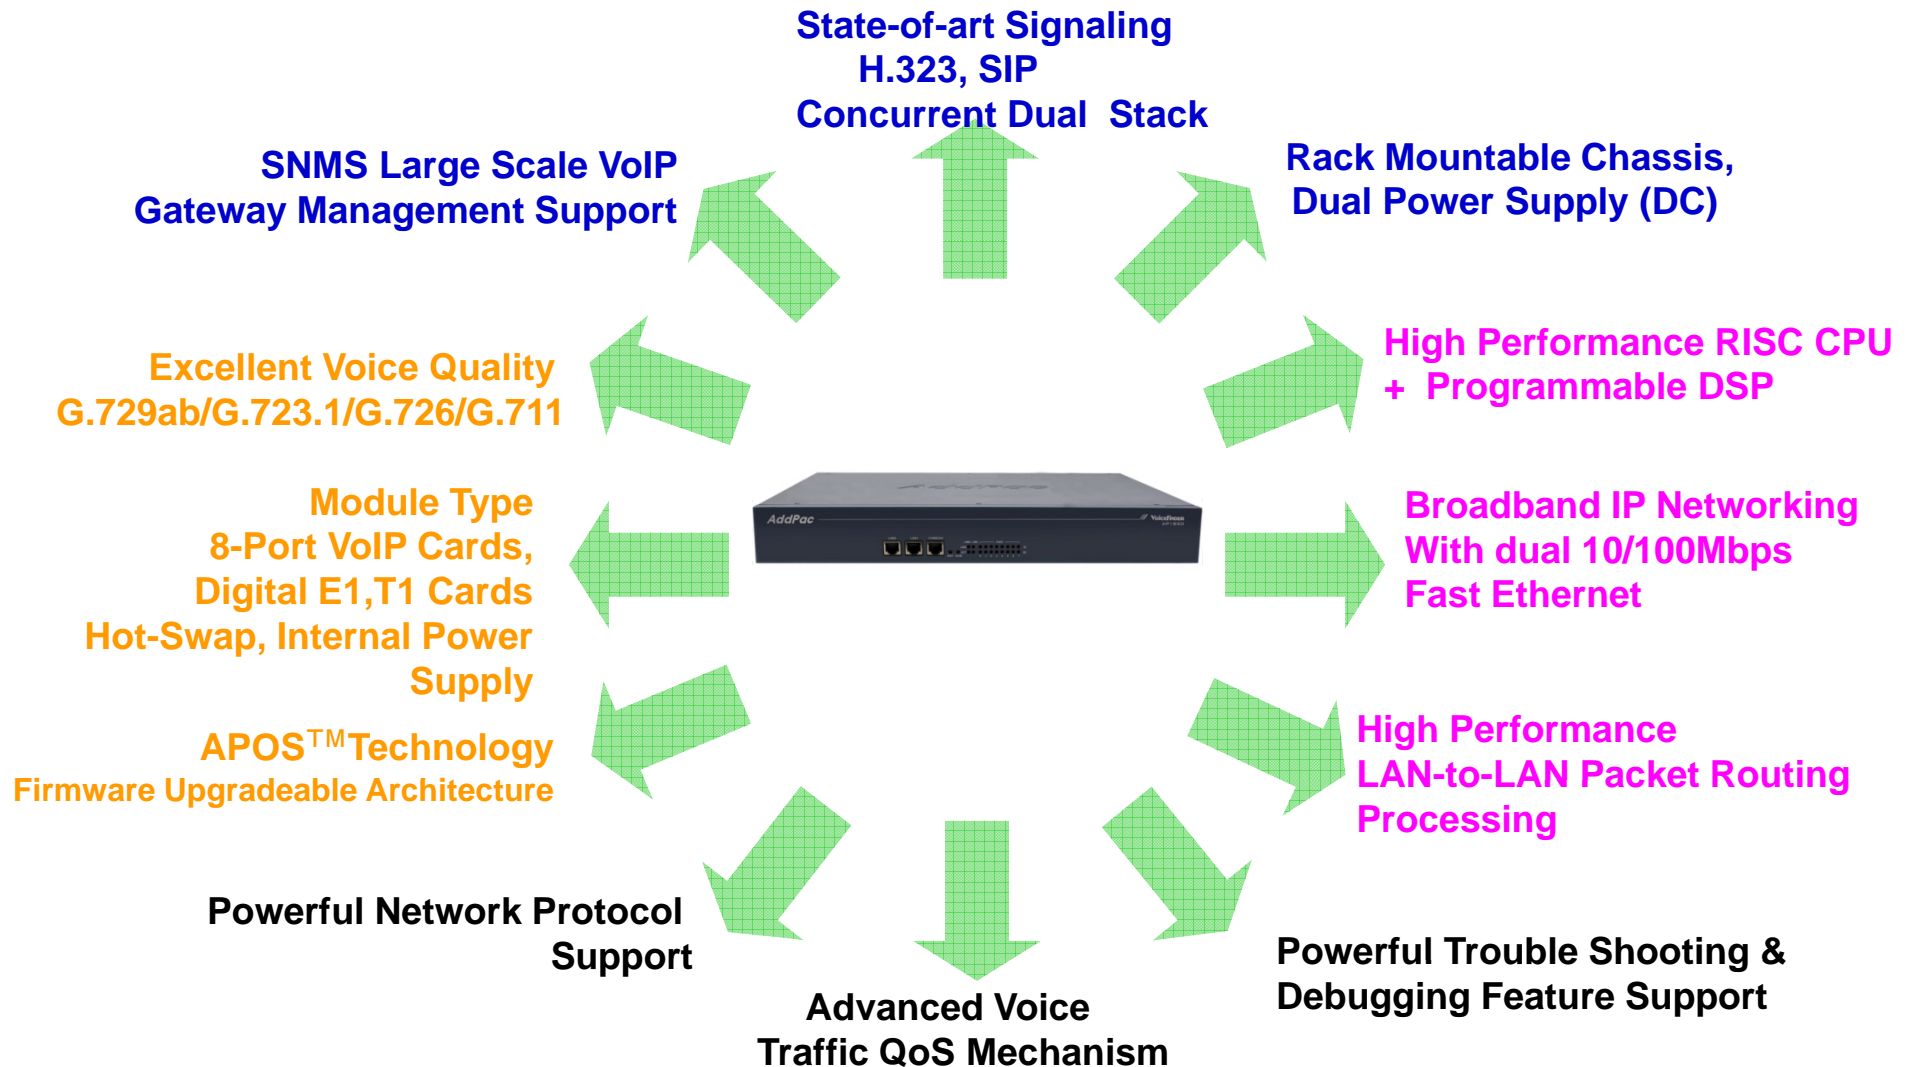 State-of-art Signaling
H.323, SIP
Concurrent Dual Stack
SNMS Large Scale VoIP
Gateway Management Support
Rack Mountable Chassis,
Dual Power Supply (DC)
Excellent Voice Quality
G.729ab/G.723.1/G.726/G.711
High Performance RISC CPU
+ Programmable DSP
Module Type
8-Port VoIP Cards,
Digital E1,T1 Cards
Hot-Swap, Internal Power
Supply
AddPac
VoiceFinder
Broadband IP Networking
With dual 10/100Mbps
Fast Ethernet
APOS™Technology
Firmware Upgradeable Architecture
High Performance
LAN-to-LAN Packet Routing
Processing
Powerful Network Protocol
Support
Advanced Voice
Traffic QoS Mechanism
Powerful Trouble Shooting &
Debugging Feature Support